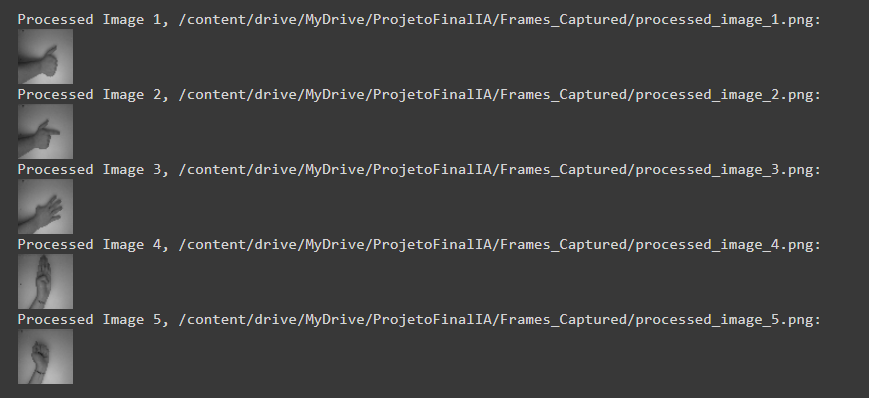 Processed Image 1, /content/drive/MyDrive/ProjetoFinalIA/Frames_Captured/processed_image_1.png:
Processed Image 2, /content/drive/MyDrive/ProjetoFinalIA/Frames_Captured/processed_image_2.png:
Processed Image 3, /content/drive/MyDrive/ProjetoFinalIA/Frames_Captured/processed_image_3.png:
Processed Image 4, /content/drive/MyDrive/ProjetoFinalIA/Frames_Captured/processed_image_4.png:
Processed Image 5, /content/drive/MyDrive/ProjetoFinalIA/Frames_Captured/processed_image_5.png: